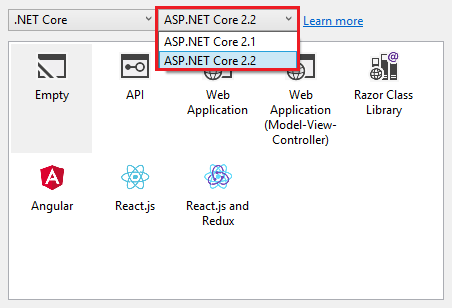 .NET Core
ASP.NET Core 2.2
Learn more
ASP.NET Core 2.1
ASP.NET Core 2.2
Empty
API
Web
Application
Web
Application
(Model-View-
Controller)
Razor Class
Library
Angular
React.js
React.js and
Redux